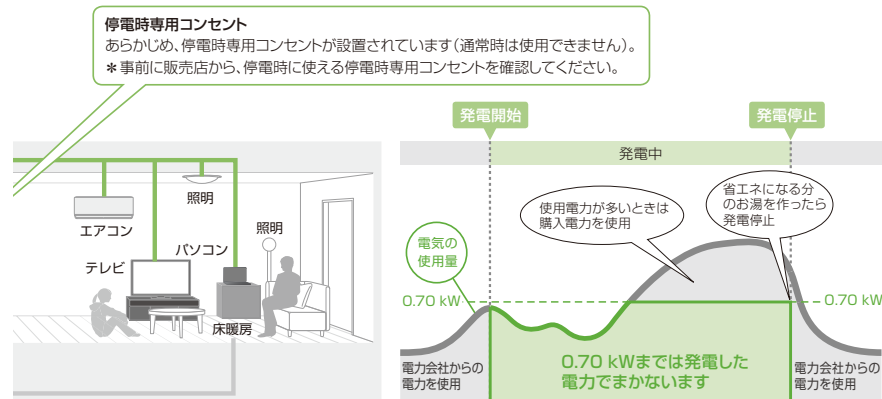 停電時専用コンセント
あらかじめ、停電時専用コンセントが設置されています（通常時は使用できません）。
＊事前に販売店から、停電時に使える停電時専用コンセントを確認してください。
エアコン
照明
照明
テレビ
パソコン
床暖房
発電開始
発電停止
発電中
使用電力が多いときは
購入電力を使用
省エネになる分
のお湯を作ったら
発電停止
電気の
使用量
0.70 kW
0.70 kW
電力会社からの
電力を使用
0.70 kWまでは発電した
電力でまかないます
電力会社からの
電力を使用